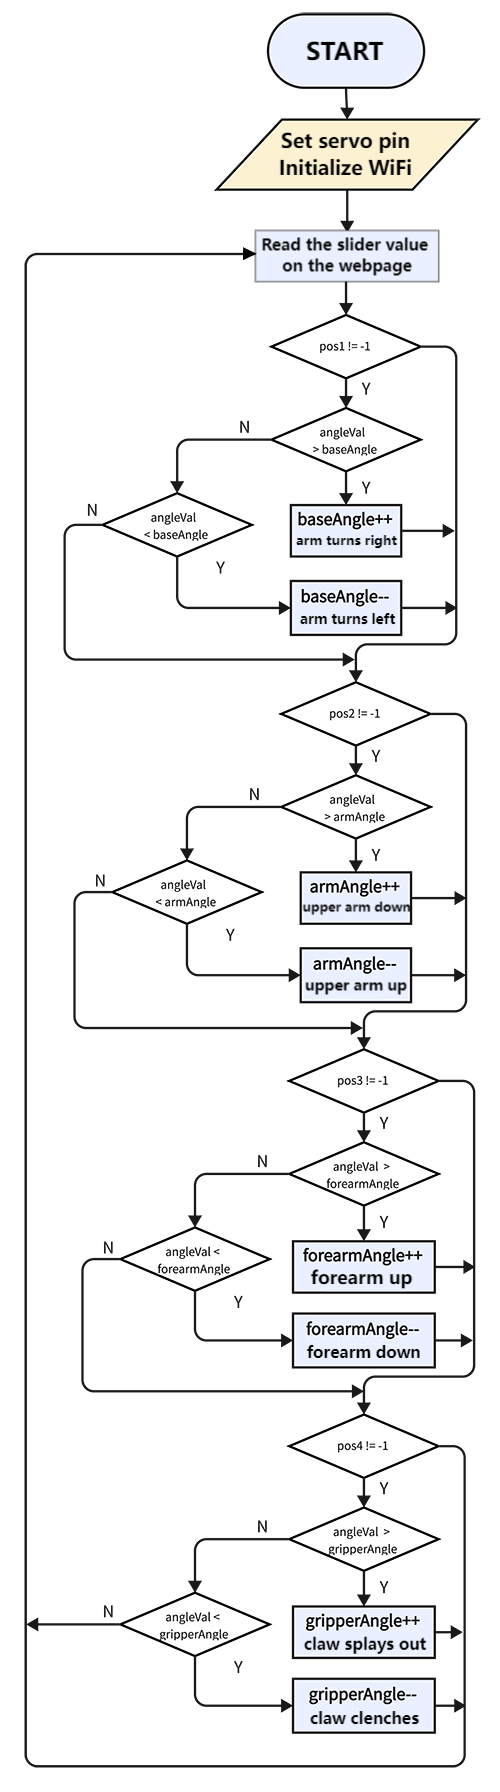 START
Set servo pin
Initialize WiFi
Read the slider value
on the webpage
pos1 != -1
Y
N
angleVal
> baseAngle
Y
N
angleVal
< baseAngle
baseAngle++
arm turns right
Y
baseAngle--
arm turns left
pos2 != -1
Y
N
angleVal
> armAngle
Y
N
angleVal
< armAngle
armAngle++
upper arm down
Y
armAngle--
upper arm up
pos3 != -1
Y
N
angleVal >
forearmAngle
Y
N
angleVal <
forearmAngle
forearmAngle++
forearm up
Y
forearmAngle--
forearm down
pos4 != -1
Y
N
angleVal >
gripperAngle
Y
N
angleVal <
gripperAngle
gripperAngle++
claw splays out
Y
gripperAngle--
claw clenches